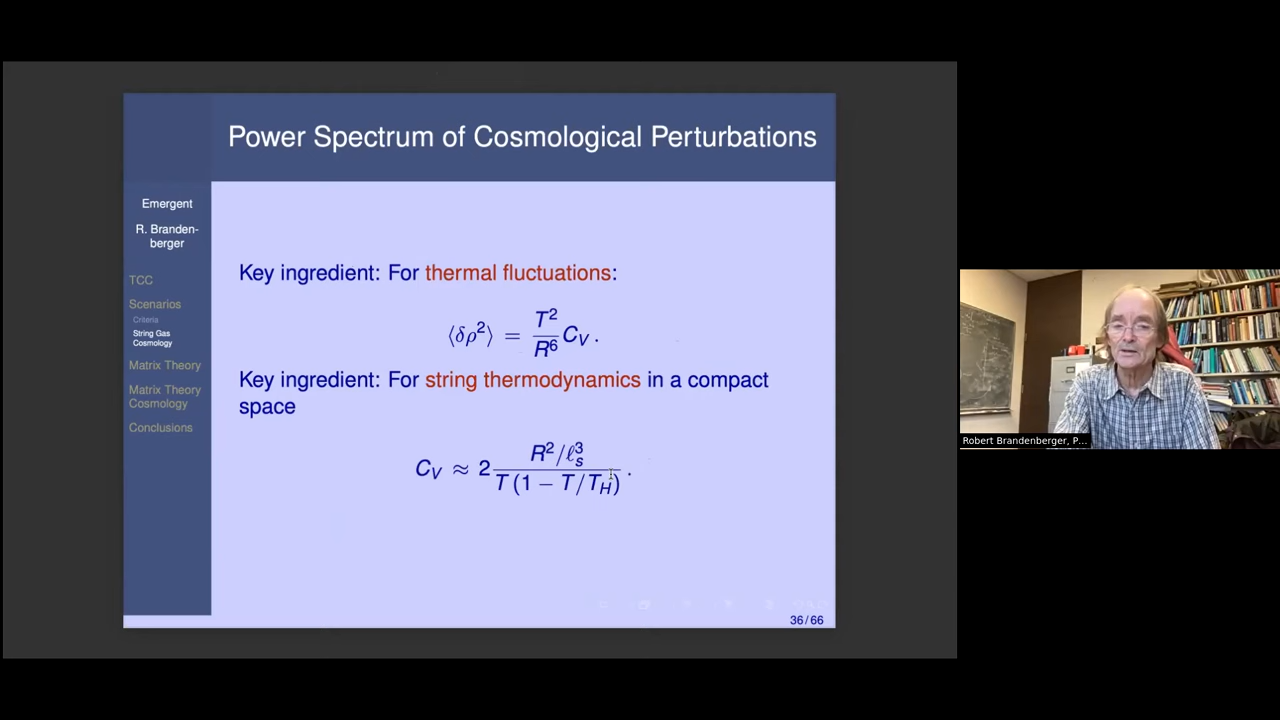 Power Spectrum of Cosmological Perturbations
Emergent
R. Branden-
berger
TCC
Scenarios
Criteria
String Gas
Cosmology
Matrix Theory
Matrix Theory
Cosmology
Conclusions
Key ingredient: For thermal fluctuations:
⟨δρ²⟩ = T²/R⁶ C_V .
Key ingredient: For string thermodynamics in a compact
space
C_V ≈ 2 (R²/ℓ_s³)/(T (1 − T/T_H)) .
36/66
Robert Brandenberger, P...